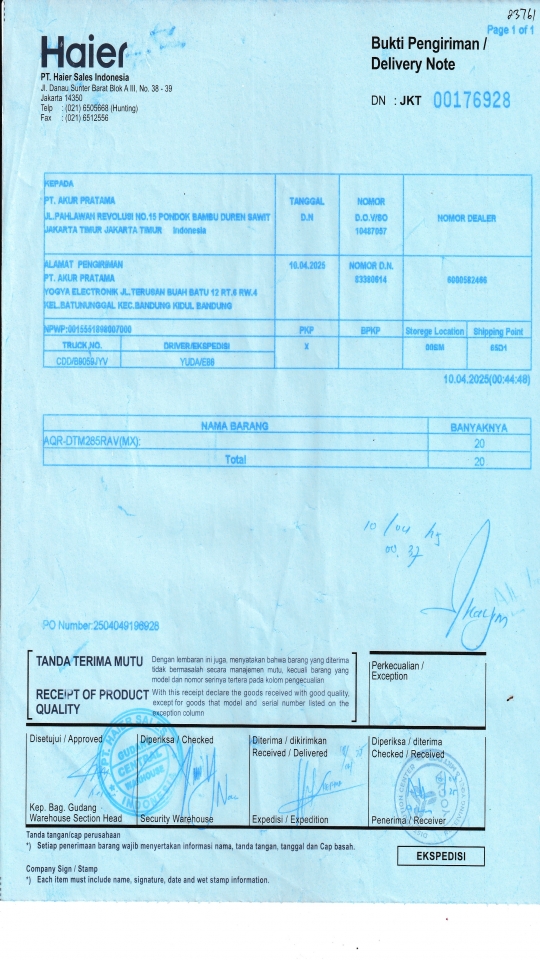 83761
Page 1 of 1
Haier
Bukti Pengiriman /
Delivery Note
PT. Haier Sales Indonesia
Jl. Danau Sunter Barat Blok A III, No. 38 - 39
Jakarta 14350
Telp : (021) 6505668 (Hunting)
Fax : (021) 6512556
DN : JKT 00176928
KEPADA
PT. AKUR PRATAMA
JL.PAHLAWAN REVOLUSI NO.15 PONDOK BAMBU DUREN SAWIT
JAKARTA TIMUR JAKARTA TIMUR Indonesia
TANGGAL
D.N
NOMOR
D.O.V/SO
10487057
NOMOR DEALER
ALAMAT PENGIRIMAN
PT. AKUR PRATAMA
YOGYA ELECTRONIK JL.TERUSAN BUAH BATU 12 RT.6 RW.4
KEL.BATUNUNGGAL KEC.BANDUNG KIDUL BANDUNG
10.04.2025
NOMOR D.N.
83380614
6000582466
PKP
BPKP
Storege Location
Shipping Point
TRUCK.NO.
DRIVER/EKSPEDISI
X
YUDA/E88
10.04.2025(00:44:48)
NAMA BARANG BANYAKNYA
AQR-DTM285RAV(MX): 20
Total 20
10/04
00.37
PO Number:2504049198928
TANDA TERIMA MUTU
Dengan lembaran ini juga, menyatakan bahwa barang yang diterima
tidak bermasalah secara manajemen mutu, kecuali barang yang
model dan nomor serinya tertera pada kolom pengecualian
RECEIPT OF PRODUCT
QUALITY
With this receipt declare the goods received with good quality,
except for goods that model and serial number listed on the
exception column
Perkecualian /
Exception
Disetujui / Approved
Diperiksa / Checked
Diterima / dikirimkan
Received / Delivered
Diperiksa / diterima
Checked / Received
PT. HAIER SALES
CENTRAL
WAREHOUSE
INDONESIA
Kep. Bag. Gudang
Warehouse Section Head
Security Warehouse
Expedisi / Expedition
Penerima / Receiver
Tanda tangan/cap perusahaan
*) Setiap penerimaan barang wajib menyertakan informasi nama, tanda tangan, tanggal dan Cap basah.
EKSPEDISI
Company Sign / Stamp
*) Each item must include name, signature, date and wet stamp information.